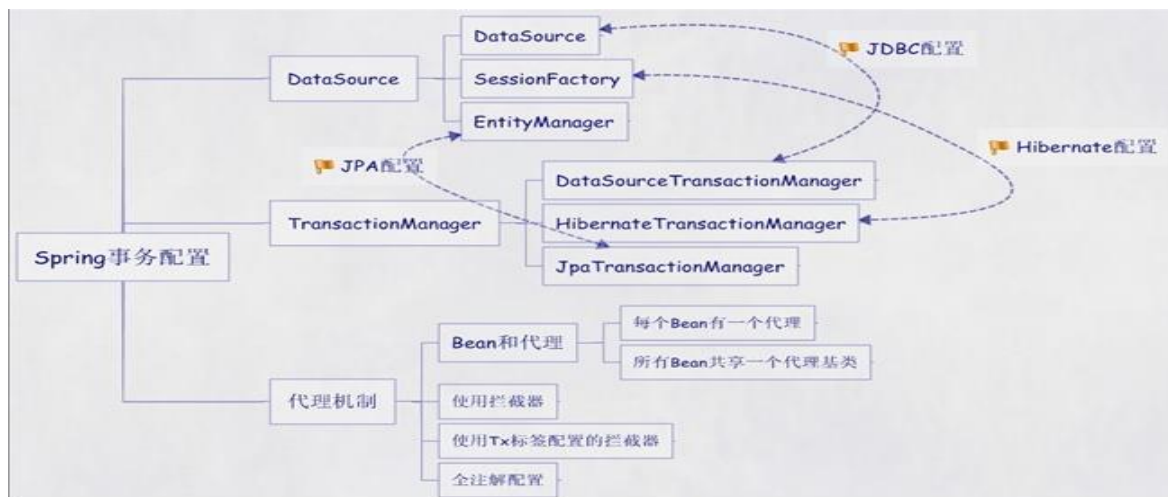 DataSource
JDBC配置
DataSource
SessionFactory
EntityManager
Hibernate配置
JPA配置
DataSourceTransactionManager
TransactionManager
HibernateTransactionManager
Spring事务配置
JpaTransactionManager
每个Bean有一个代理
Bean和代理
所有Bean共享一个代理基类
代理机制
使用拦截器
使用Tx标签配置的拦截器
全注解配置